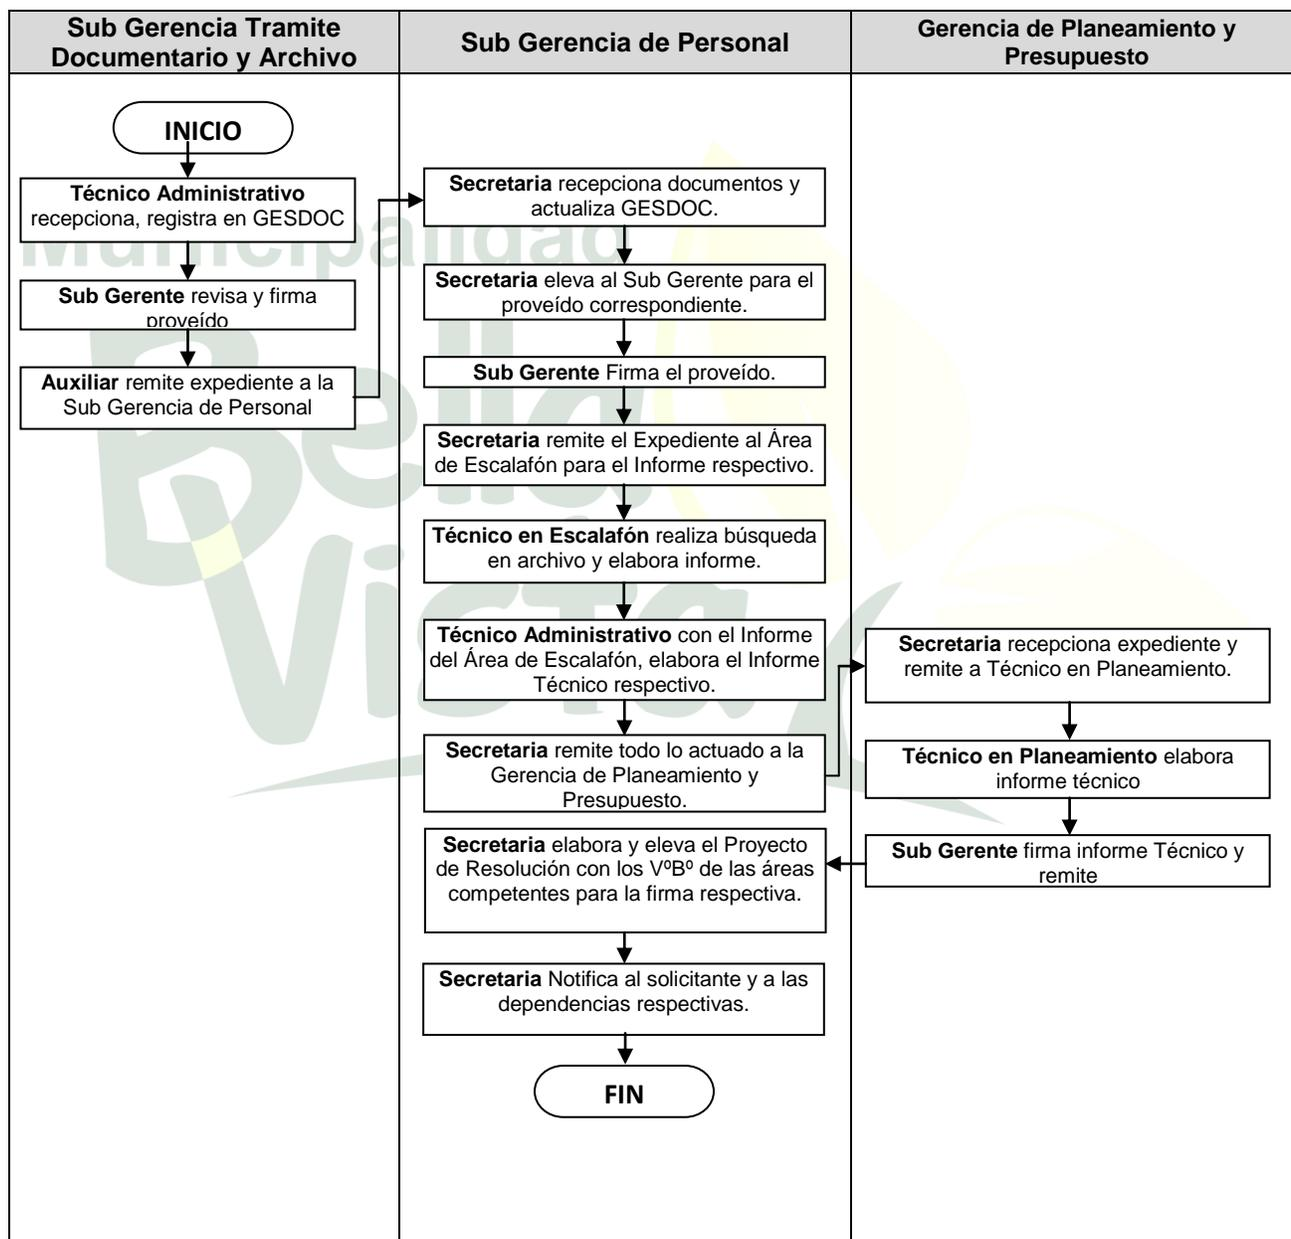 Sub Gerencia Tramite
Documentario y Archivo
Sub Gerencia de Personal
Gerencia de Planeamiento y
Presupuesto
INICIO
Técnico Administrativo
recepciona, registra en GESDOC
Sub Gerente revisa y firma
proveído
Auxiliar remite expediente a la
Sub Gerencia de Personal
Secretaria recepciona documentos y
actualiza GESDOC.
Secretaria eleva al Sub Gerente para el
proveído correspondiente.
Sub Gerente Firma el proveído.
Secretaria remite el Expediente al Área
de Escalafón para el Informe respectivo.
Técnico en Escalafón realiza búsqueda
en archivo y elabora informe.
Técnico Administrativo con el Informe
del Área de Escalafón, elabora el Informe
Técnico respectivo.
Secretaria remite todo lo actuado a la
Gerencia de Planeamiento y
Presupuesto.
Secretaria recepciona expediente y
remite a Técnico en Planeamiento.
Técnico en Planeamiento elabora
informe técnico
Sub Gerente firma informe Técnico y
remite
Secretaria elabora y eleva el Proyecto
de Resolución con los VºBº de las áreas
competentes para la firma respectiva.
Secretaria Notifica al solicitante y a las
dependencias respectivas.
FIN
Municipalidad
Bella
Vista